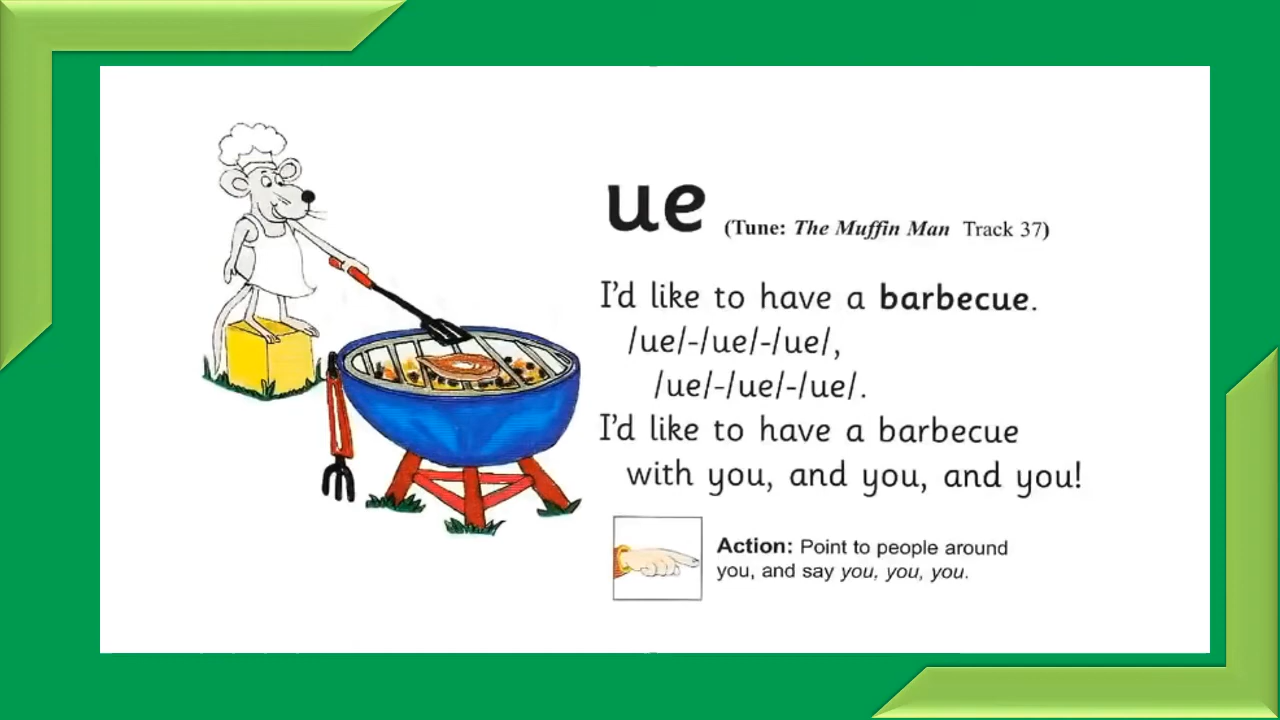 ue (Tune: The Muffin Man Track 37)
I'd like to have a barbecue.
/ue/-/ue/-/ue/,
/ue/-/ue/-/ue/.
I'd like to have a barbecue
with you, and you, and you!
Action: Point to people around
you, and say you, you, you.